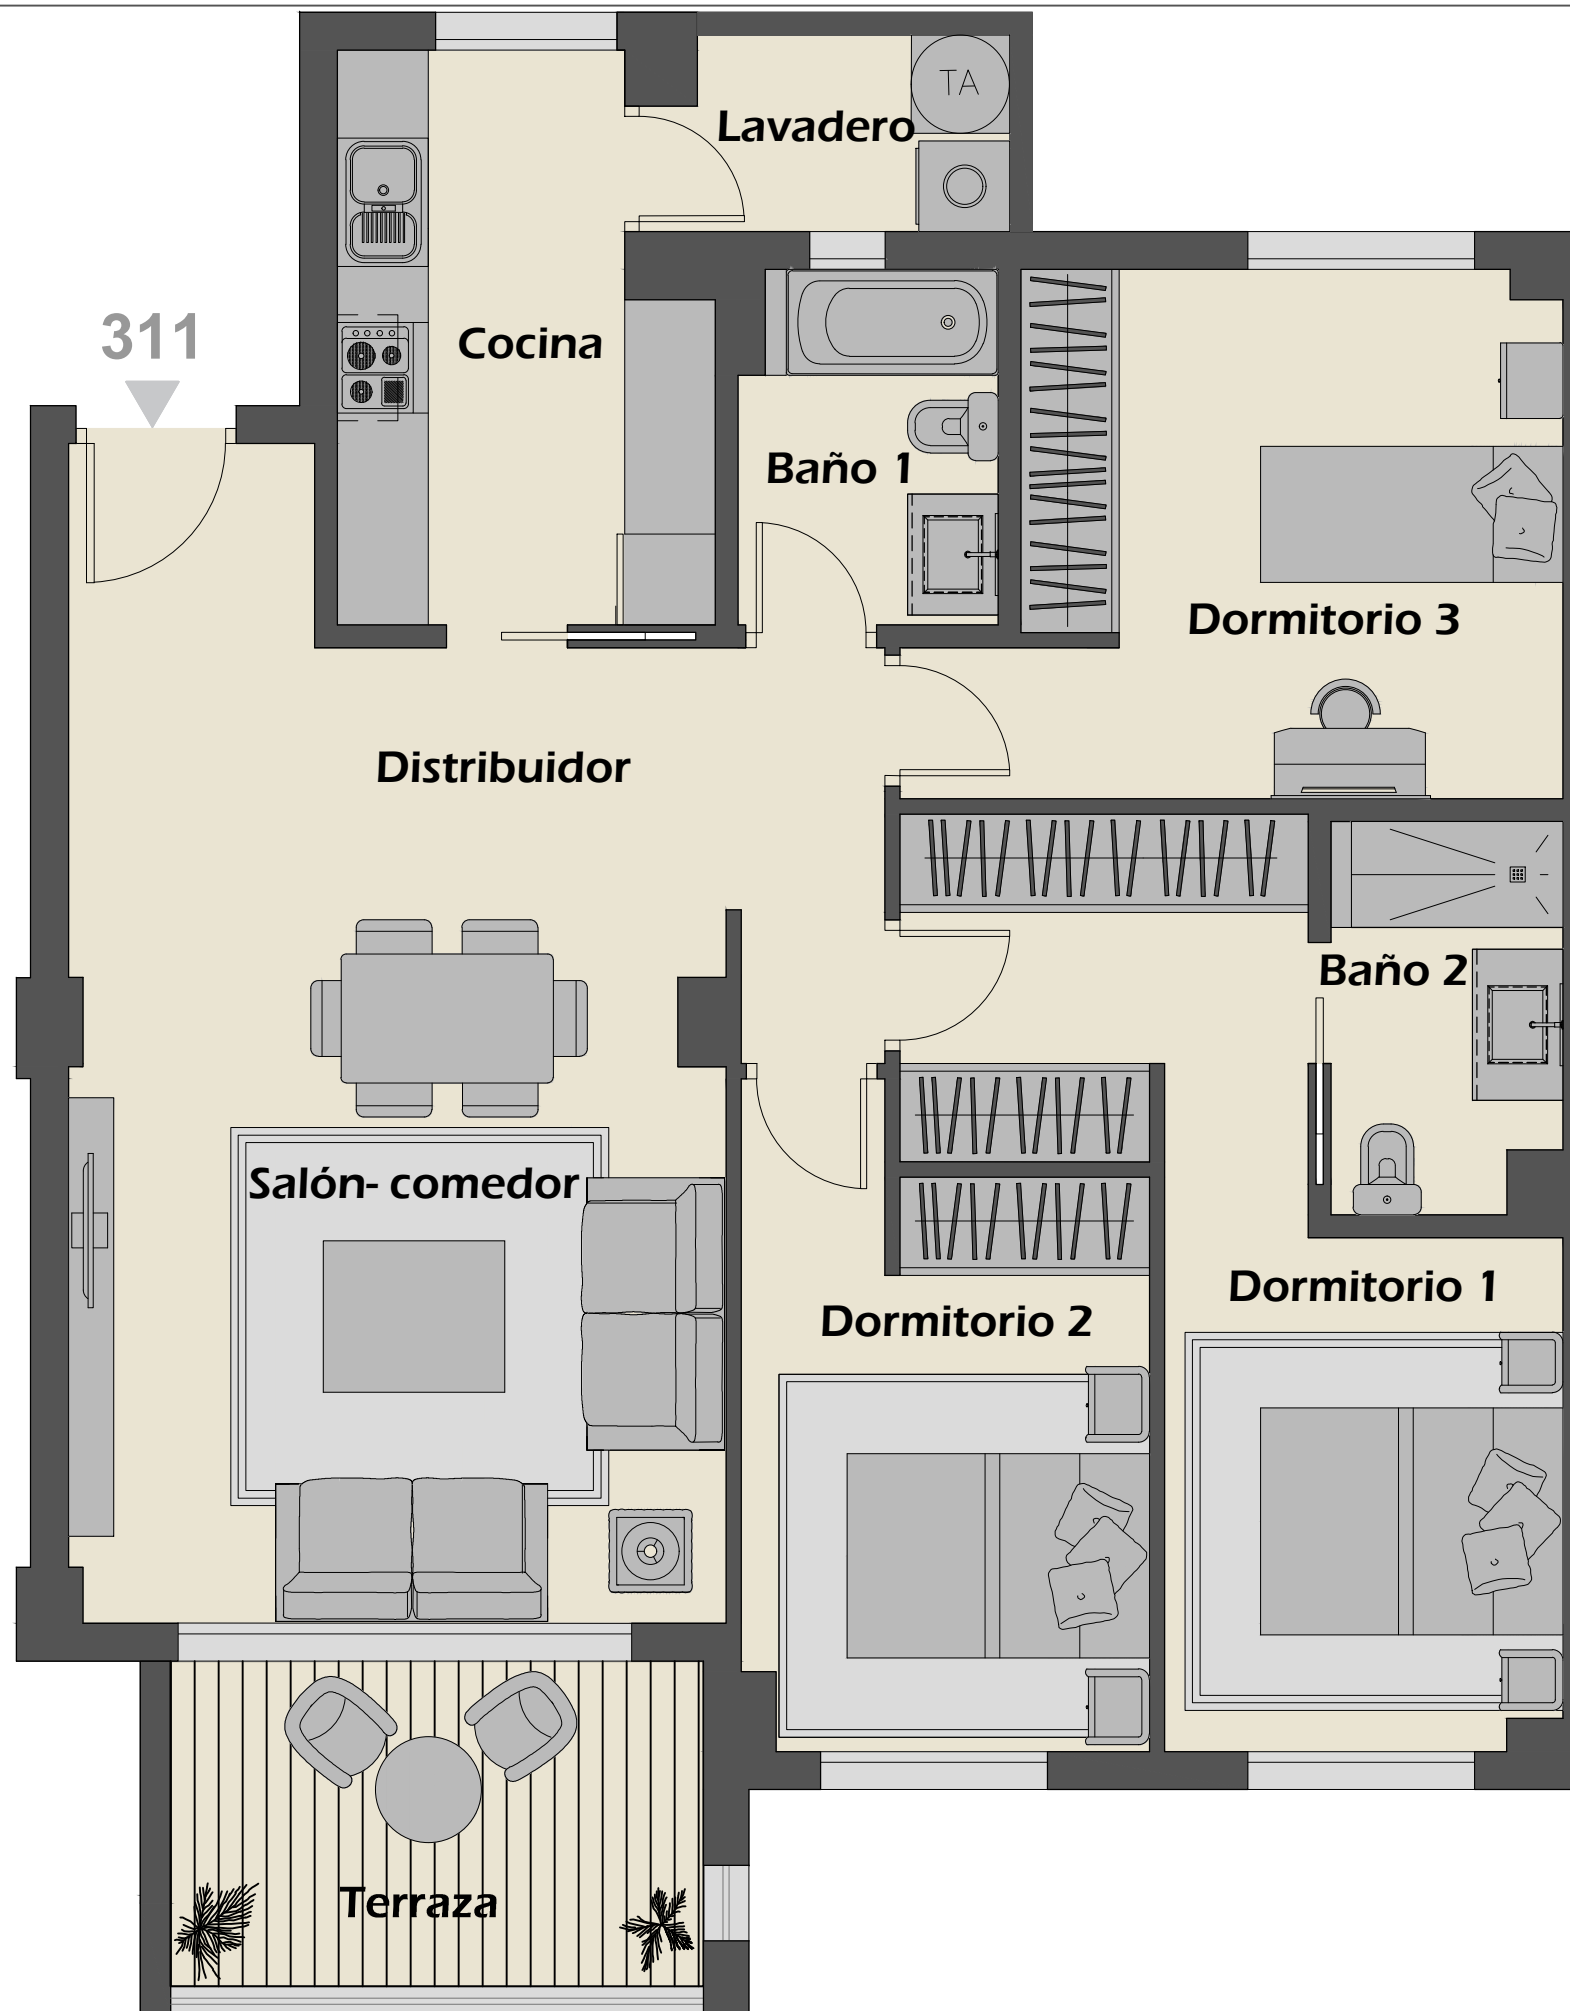 TA
Lavadero
311
Cocina
Baño 1
Dormitorio 3
Distribuidor
Baño 2
Salón- comedor
Dormitorio 1
Dormitorio 2
Terraza